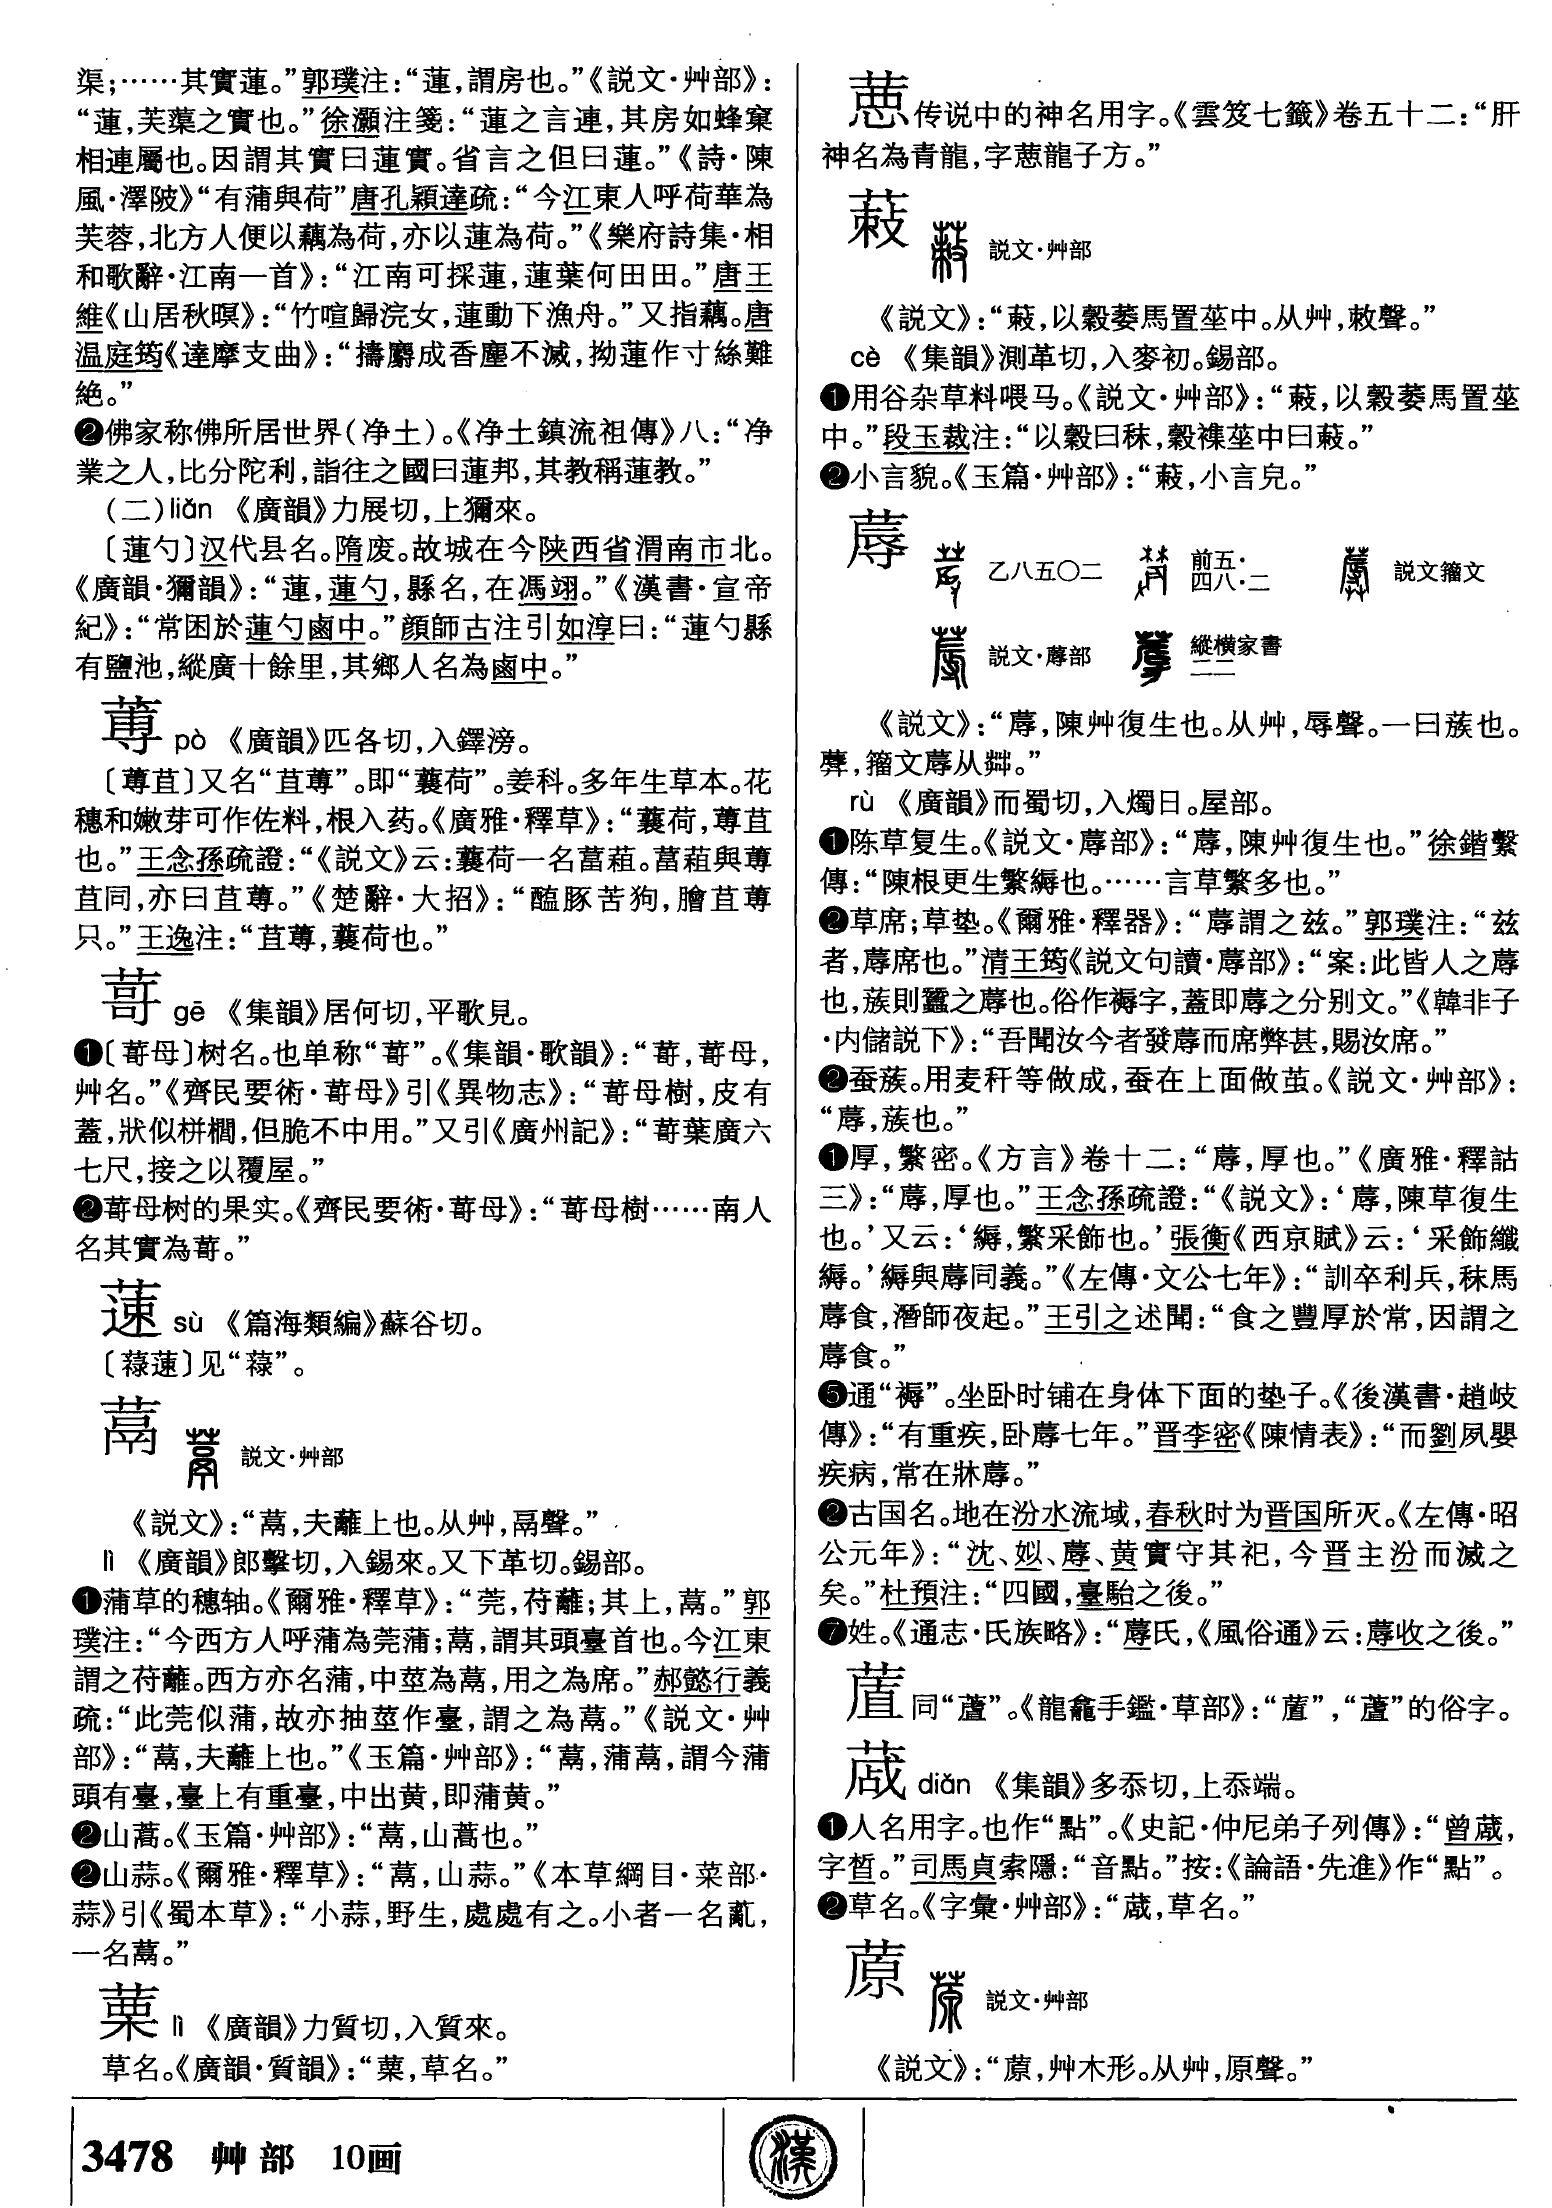 渠；……其實蓮。”郭璞注：“蓮，謂房也。”《説文·艸部》：
“蓮，芙蕖之實也。”徐灝注箋：“蓮之言連，其房如蜂窠
相連屬也。因謂其實曰蓮實。省言之但曰蓮。”《詩·陳
風·澤陂》“有蒲與荷”唐孔穎達疏：“今江東人呼荷華為
芙蓉，北方人便以藕為荷，亦以蓮為荷。”《樂府詩集·相
和歌辭·江南一首》：“江南可採蓮，蓮葉何田田。”唐王
維《山居秋暝》：“竹喧歸浣女，蓮動下漁舟。”又指藕。唐
温庭筠《達摩支曲》：“擣麝成香塵不滅，拗蓮作寸絲難
絶。”
❷佛家称佛所居世界（净土）。《净土鎮流祖傳》八：“净
業之人，比分陀利，詣往之國曰蓮邦，其教稱蓮教。”
（二）liǎn 《廣韻》力展切，上獮來。
〔蓮勺〕汉代县名。隋废。故城在今陕西省渭南市北。
《廣韻·獮韻》：“蓮，蓮勺，縣名，在馮翊。”《漢書·宣帝
紀》：“常困於蓮勺鹵中。”顔師古注引如淳曰：“蓮勺縣
有鹽池，縱廣十餘里，其鄉人名為鹵中。”
蒪 pò 《廣韻》匹各切，入鐸滂。
〔蒪苴〕又名“苴蒪”。即“蘘荷”。姜科。多年生草本。花
穗和嫩芽可作佐料，根入药。《廣雅·釋草》：“蘘荷，蒪苴
也。”王念孫疏證：“《説文》云：蘘荷一名葍蒩。葍蒩與蒪
苴同，亦曰苴蒪。”《楚辭·大招》：“醢豚苦狗，膾苴蒪
只。”王逸注：“苴蒪，蘘荷也。”
菷 gē 《集韻》居何切，平歌見。
❶〔䔅母〕树名。也单称“䔅”。《集韻·歌韻》：“䔅，䔅母，
艸名。”《齊民要術·䔅母》引《異物志》：“䔅母樹，皮有
蓋，狀似栟櫚，但脆不中用。”又引《廣州記》：“䔅葉廣六
七尺，接之以覆屋。”
❷䔅母树的果实。《齊民要術·䔅母》：“䔅母樹……南人
名其實為䔅。”
蓫 sù 《篇海類編》蘇谷切。
〔蕵蓫〕见“蕵”。
蒚 説文·艸部
《説文》：“蒚，夫蘺上也。从艸，鬲聲。”
lì 《廣韻》郎擊切，入錫來。又下革切。錫部。
❶蒲草的穗轴。《爾雅·釋草》：“莞，苻蘺；其上，蒚。”郭
璞注：“今西方人呼蒲為莞蒲；蒚，謂其頭臺首也。今江東
謂之苻蘺。西方亦名蒲，中莖為蒚，用之為席。”郝懿行義
疏：“此莞似蒲，故亦抽莖作臺，謂之為蒚。”《説文·艸
部》：“蒚，夫蘺上也。”《玉篇·艸部》：“蒚，蒲蒚，謂今蒲
頭有臺，臺上有重臺，中出黄，即蒲黄。”
❷山蒿。《玉篇·艸部》：“蒚，山蒿也。”
❷山蒜。《爾雅·釋草》：“蒚，山蒜。”《本草綱目·菜部·
蒜》引《蜀本草》：“小蒜，野生，處處有之。小者一名䖀，
一名蒚。”
葈 lì 《廣韻》力質切，入質來。
草名。《廣韻·質韻》：“蒞，草名。”
蒠 传说中的神名用字。《雲笈七籤》卷五十二：“肝
神名為青龍，字蒠龍子方。”
蓛 説文·艸部
《説文》：“蓛，以穀萎馬置莝中。从艸，敕聲。”
cè 《集韻》測革切，入麥初。錫部。
❶用谷杂草料喂马。《説文·艸部》：“蓛，以穀萎馬置莝
中。”段玉裁注：“以穀曰秣，穀襍莝中曰蓛。”
❷小言貌。《玉篇·艸部》：“蓛，小言皃。”
蓐 乙八五〇二 前五·四八·二 説文籀文
説文·蓐部 縱横家書二二
《説文》：“蓐，陳艸復生也。从艸，辱聲。一曰蔟也。
薅，籀文蓐从茻。”
rù 《廣韻》而蜀切，入燭日。屋部。
❶陈草复生。《説文·蓐部》：“蓐，陳艸復生也。”徐鍇繫
傳：“陳根更生繁縟也。……言草繁多也。”
❷草席；草垫。《爾雅·釋器》：“蓐謂之兹。”郭璞注：“兹
者，蓐席也。”清王筠《説文句讀·蓐部》：“案：此皆人之蓐
也，蔟則蠶之蓐也。俗作褥字，蓋即蓐之分别文。”《韓非子
·内儲説下》：“吾聞汝今者發蓐而席弊甚，賜汝席。”
❷蚕蔟。用麦秆等做成，蚕在上面做茧。《説文·艸部》：
“蓐，蔟也。”
❶厚，繁密。《方言》卷十二：“蓐，厚也。”《廣雅·釋詁
三》：“蓐，厚也。”王念孫疏證：“《説文》：‘蓐，陳草復生
也。’又云：‘縟，繁采飾也。’張衡《西京賦》云：‘采飾纖
縟。’縟與蓐同義。”《左傳·文公七年》：“訓卒利兵，秣馬
蓐食，潛師夜起。”王引之述聞：“食之豐厚於常，因謂之
蓐食。”
❺通“褥”。坐卧时铺在身体下面的垫子。《後漢書·趙岐
傳》：“有重疾，卧蓐七年。”晋李密《陳情表》：“而劉夙嬰
疾病，常在牀蓐。”
❷古国名。地在汾水流域，春秋时为晋国所灭。《左傳·昭
公元年》：“沈、姒、蓐、黄實守其祀，今晋主汾而滅之
矣。”杜預注：“四國，臺駘之後。”
❼姓。《通志·氏族略》：“蓐氏，《風俗通》云：蓐收之後。”
同“蘆”。《龍龕手鑑·草部》：“”，“蘆”的俗字。
蒧 diǎn 《集韻》多忝切，上忝端。
❶人名用字。也作“點”。《史記·仲尼弟子列傳》：“曾蒧，
字晳。”司馬貞索隱：“音點。”按：《論語·先進》作“點”。
❷草名。《字彙·艸部》：“蒧，草名。”
蒝 説文·艸部
《説文》：“蒝，艸木形。从艸，原聲。”
3478 艸部 10画
漢